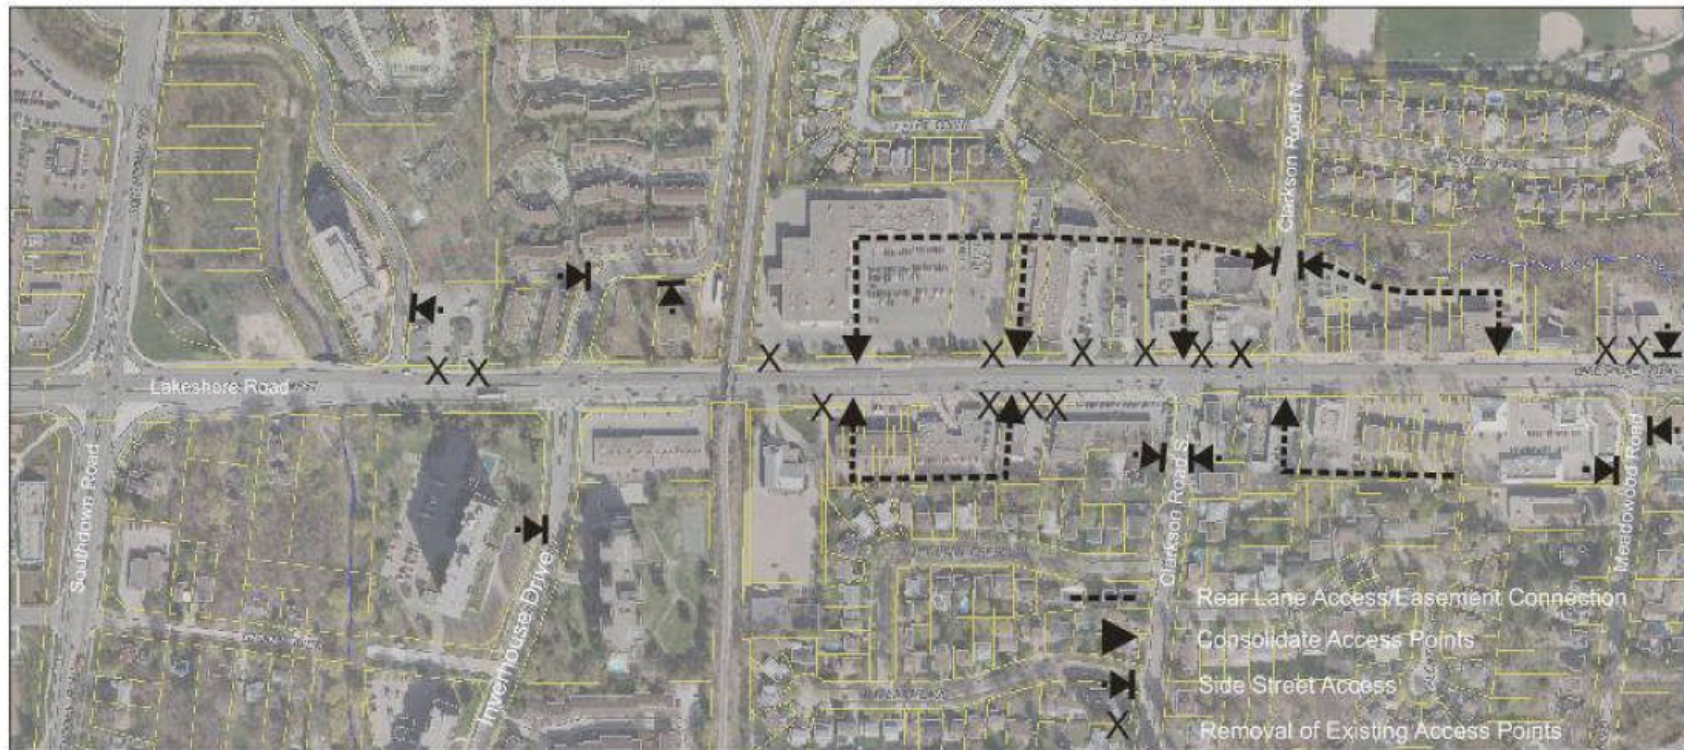 Clarkson Road N
Lakeshore Road
Southdown Road
Inverhouse Drive
Clarkson Road S
Meadowood Road
X X X X X X X X X X
X X X X
Rear Lane Access/Easement Connection
Consolidate Access Points
Side Street Access
X Removal of Existing Access Points